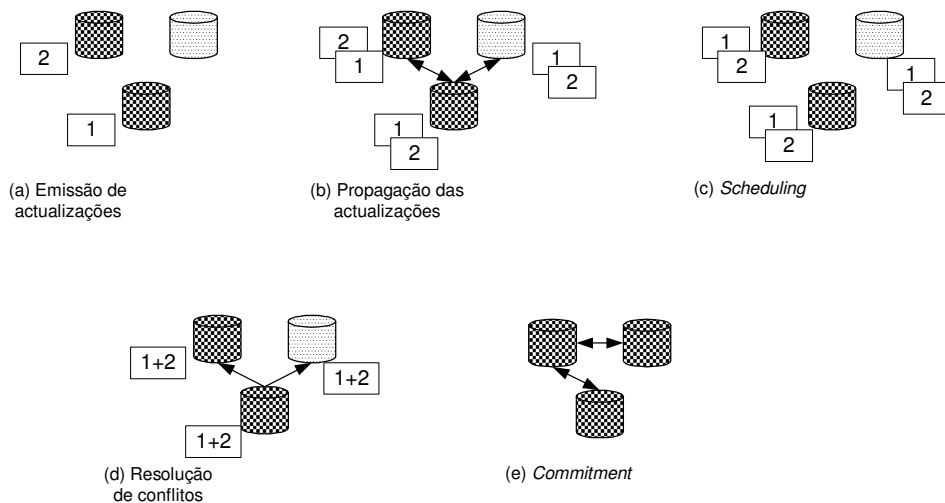 2
1
(a) Emissão de
actualizações
2
1
1
2
1
2
(b) Propagação das
actualizações
1
2
1
2
1
2
(c) Scheduling
1+2
1+2
1+2
(d) Resolução
de conflitos
(e) Commitment